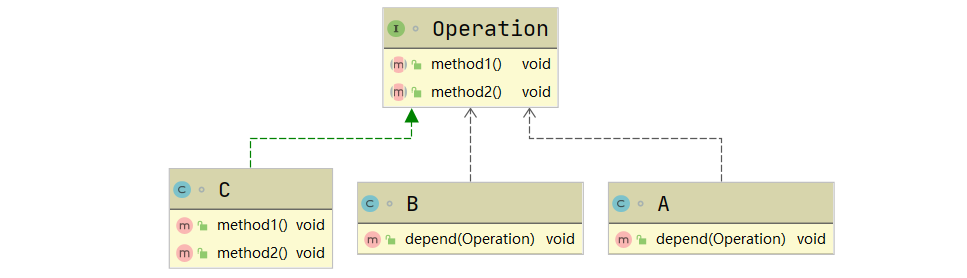 I Operation
m method1() void
m method2() void
C C
m method1() void
m method2() void
C B
m depend(Operation) void
C A
m depend(Operation) void